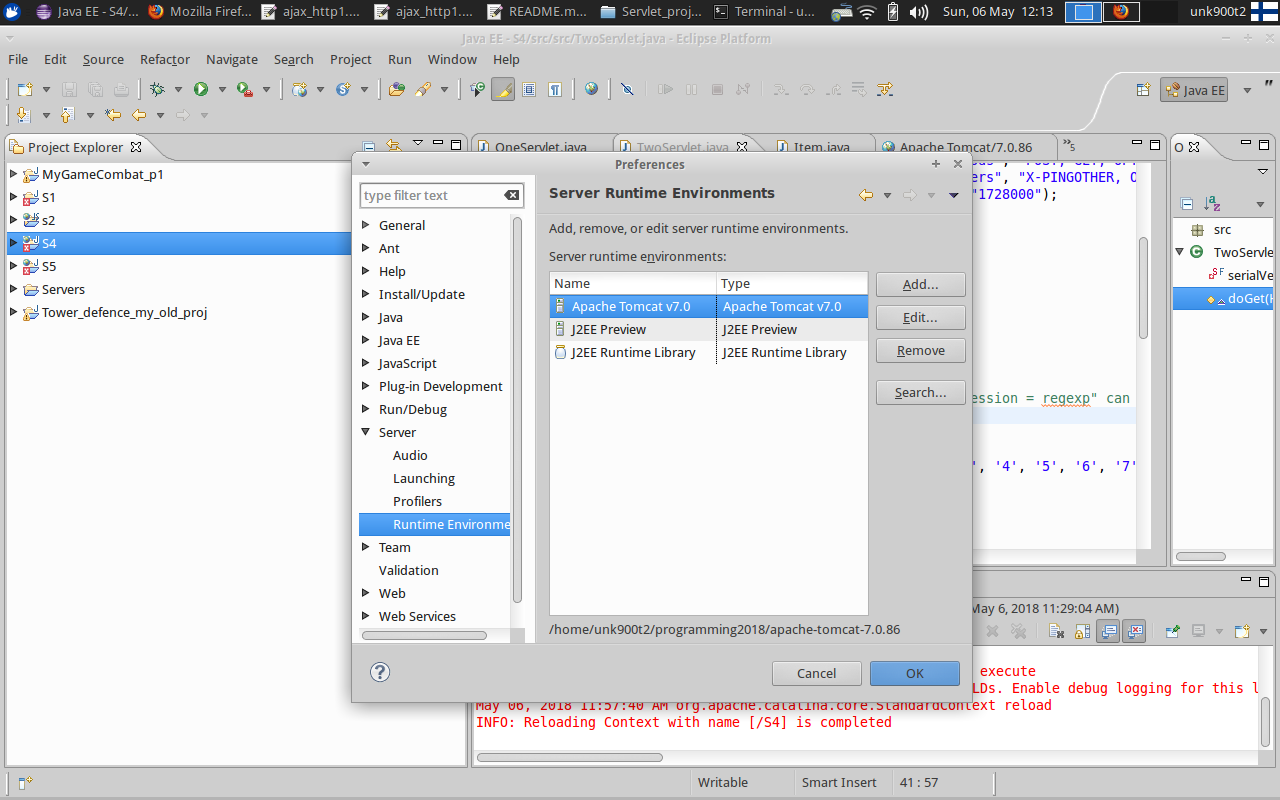 Java EE - S4/...
Mozilla Firef...
ajax_http1....
ajax_http1....
README.m...
Servlet_proj...
Terminal - u...
Sun, 06 May 12:13
unk900t2
Java EE - S4/src/src/TwoServlet.java - Eclipse Platform
File Edit Source Refactor Navigate Search Project Run Window Help
Java EE
Project Explorer
OneServlet.java
TwoServlet.java
Item.java
Apache Tomcat/7.0.86
»5
O
MyGameCombat_p1
S1
s2
S4
S5
Servers
Tower_defence_my_old_proj
Preferences
type filter text
General
Ant
Help
Install/Update
Java
Java EE
JavaScript
Plug-in Development
Run/Debug
Server
Audio
Launching
Profilers
Runtime Environme
Team
Validation
Web
Web Services
Server Runtime Environments
Add, remove, or edit server runtime environments.
Server runtime environments:
Name Type
Apache Tomcat v7.0 Apache Tomcat v7.0
J2EE Preview J2EE Preview
J2EE Runtime Library J2EE Runtime Library
Add...
Edit...
Remove
Search...
/home/unk900t2/programming2018/apache-tomcat-7.0.86
Cancel
OK
ers", "X-PINGOTHER, O
"1728000");
ession = regexp" can
', '4', '5', '6', '7'
src
TwoServle
serialVe
doGet(H
May 6, 2018 11:29:04 AM)
execute
LDs. Enable debug logging for this l
May 06, 2018 11:57:40 AM org.apache.catalina.core.StandardContext reload
INFO: Reloading Context with name [/S4] is completed
Writable
Smart Insert
41 : 57